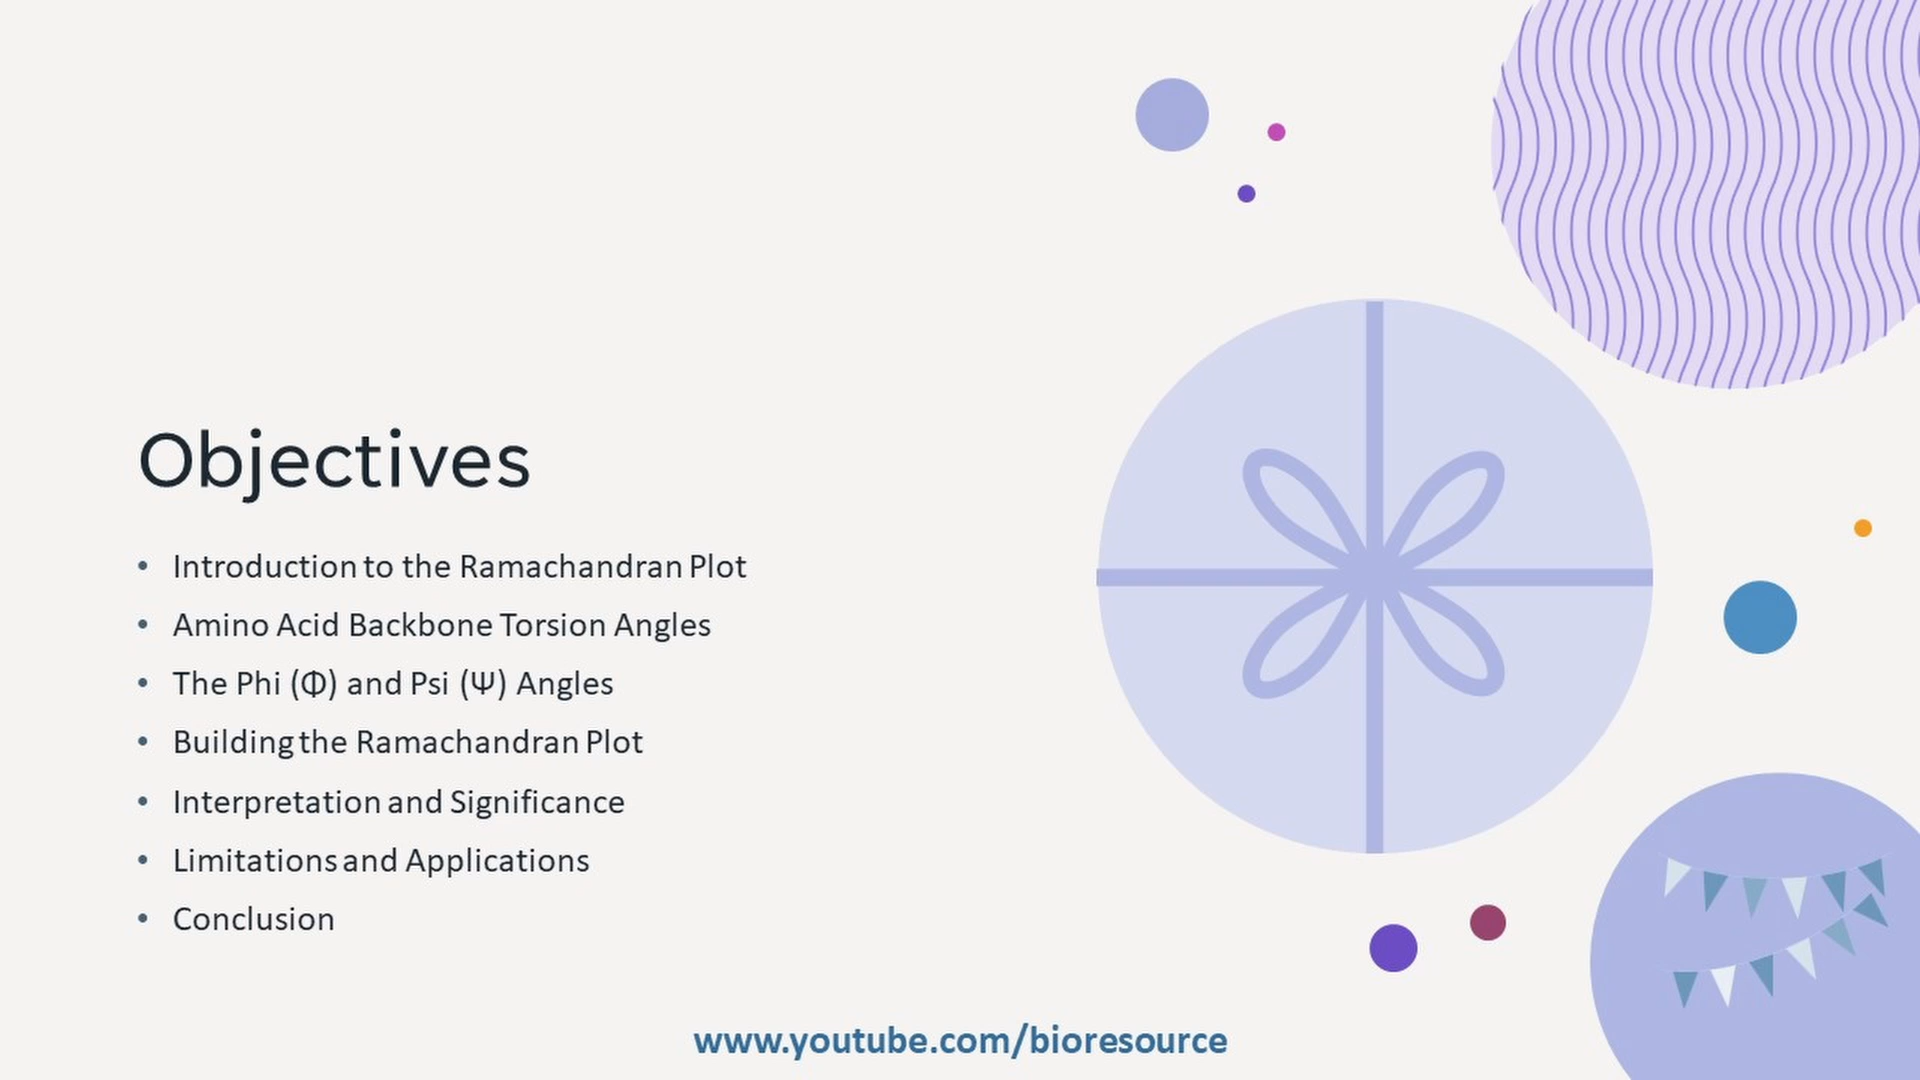 Objectives
• Introduction to the Ramachandran Plot
• Amino Acid Backbone Torsion Angles
• The Phi (Φ) and Psi (Ψ) Angles
• Building the Ramachandran Plot
• Interpretation and Significance
• Limitations and Applications
• Conclusion
www.youtube.com/bioresource